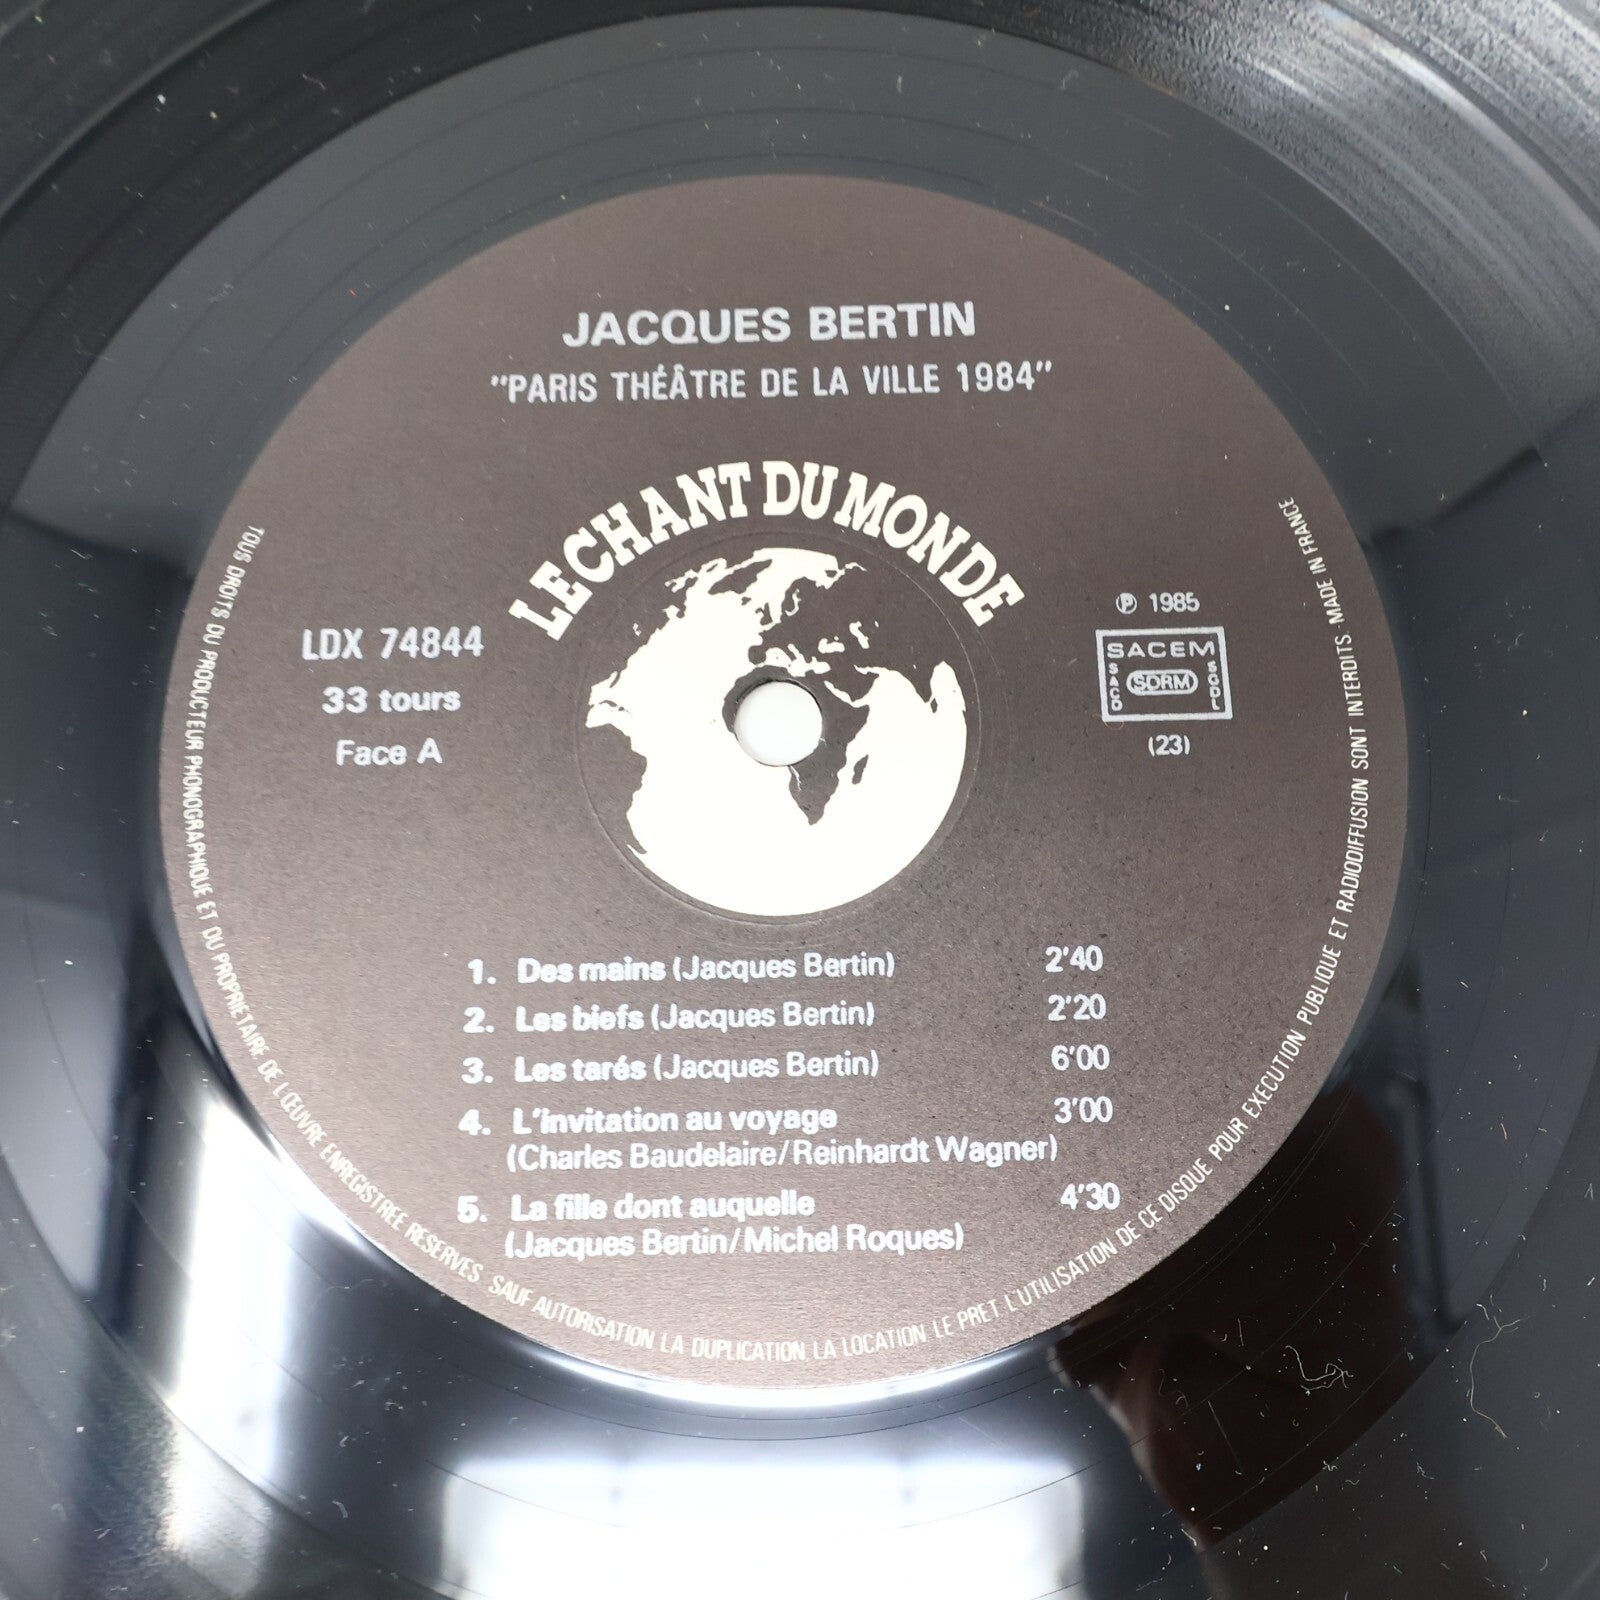 JACQUES BERTIN
"PARIS THÉÂTRE DE LA VILLE 1984"
LE CHANT DU MONDE
LDX 74844
33 tours
Face A
℗ 1985
SACEM
SACD
SDRM
SGDL
(23)
1. Des mains (Jacques Bertin) 2'40
2. Les biefs (Jacques Bertin) 2'20
3. Les tarés (Jacques Bertin) 6'00
4. L'invitation au voyage 3'00
(Charles Baudelaire/Reinhardt Wagner)
5. La fille dont auquelle 4'30
(Jacques Bertin/Michel Roques)
TOUS DROITS DU PRODUCTEUR PHONOGRAPHIQUE ET DU PROPRIETAIRE DE L'ŒUVRE ENREGISTREE RESERVES SAUF AUTORISATION LA DUPLICATION LA LOCATION LE PRET L'UTILISATION DE CE DISQUE POUR EXECUTION PUBLIQUE ET RADIODIFFUSION SONT INTERDITS MADE IN FRANCE